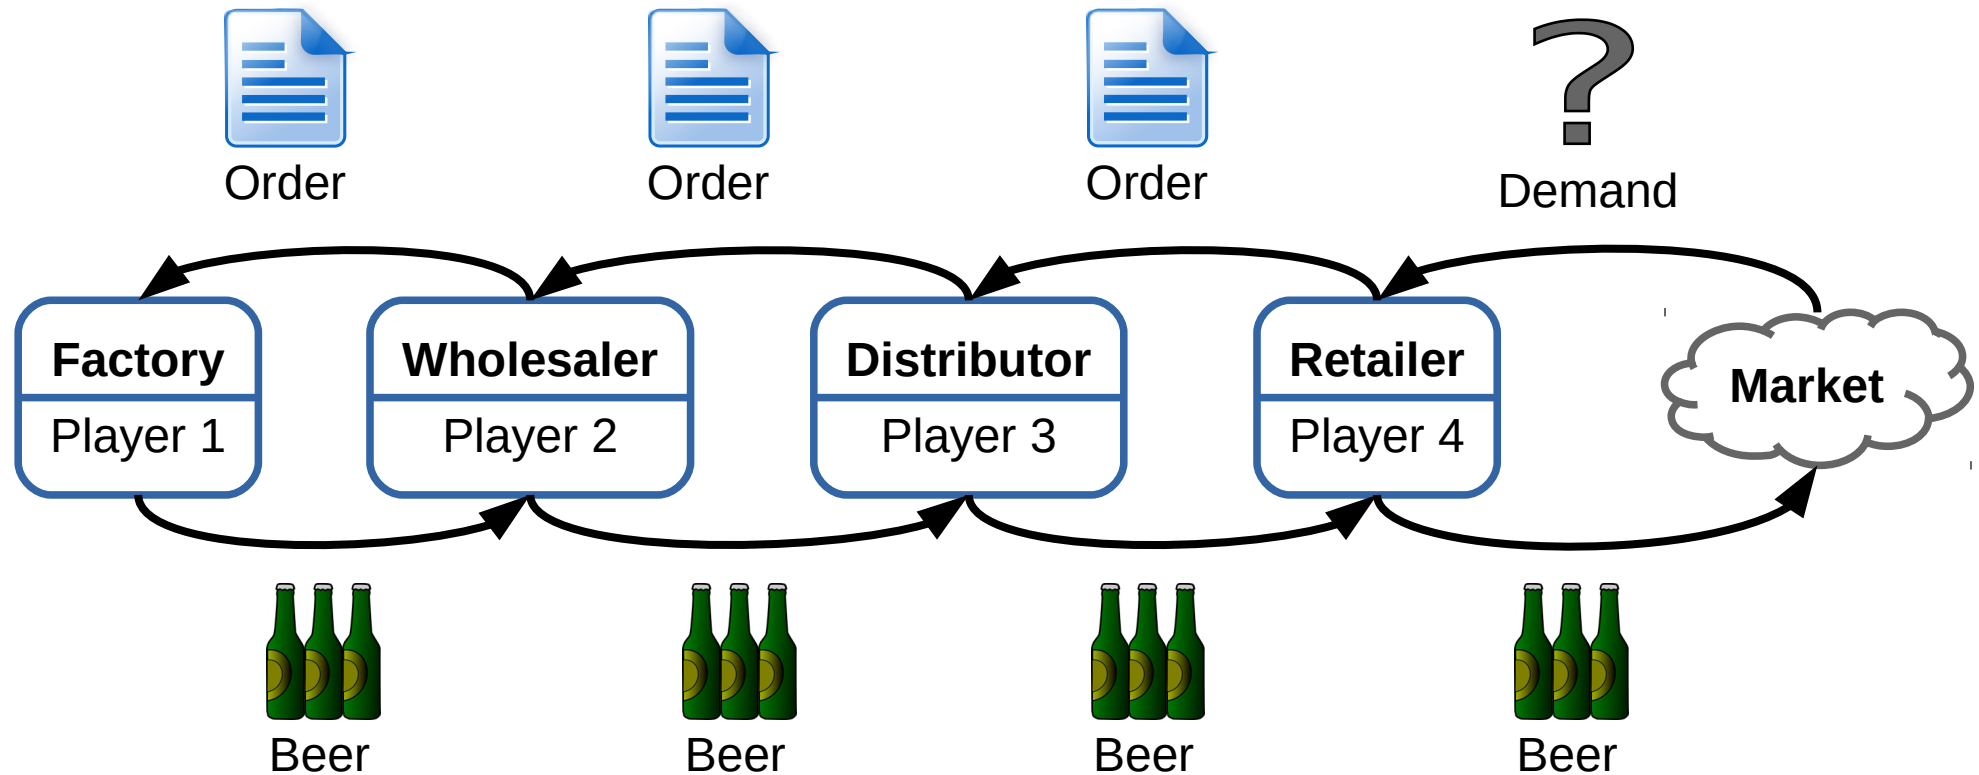 Order
Order
Order
Demand
Factory
Player 1
Wholesaler
Player 2
Distributor
Player 3
Retailer
Player 4
Market
Beer
Beer
Beer
Beer